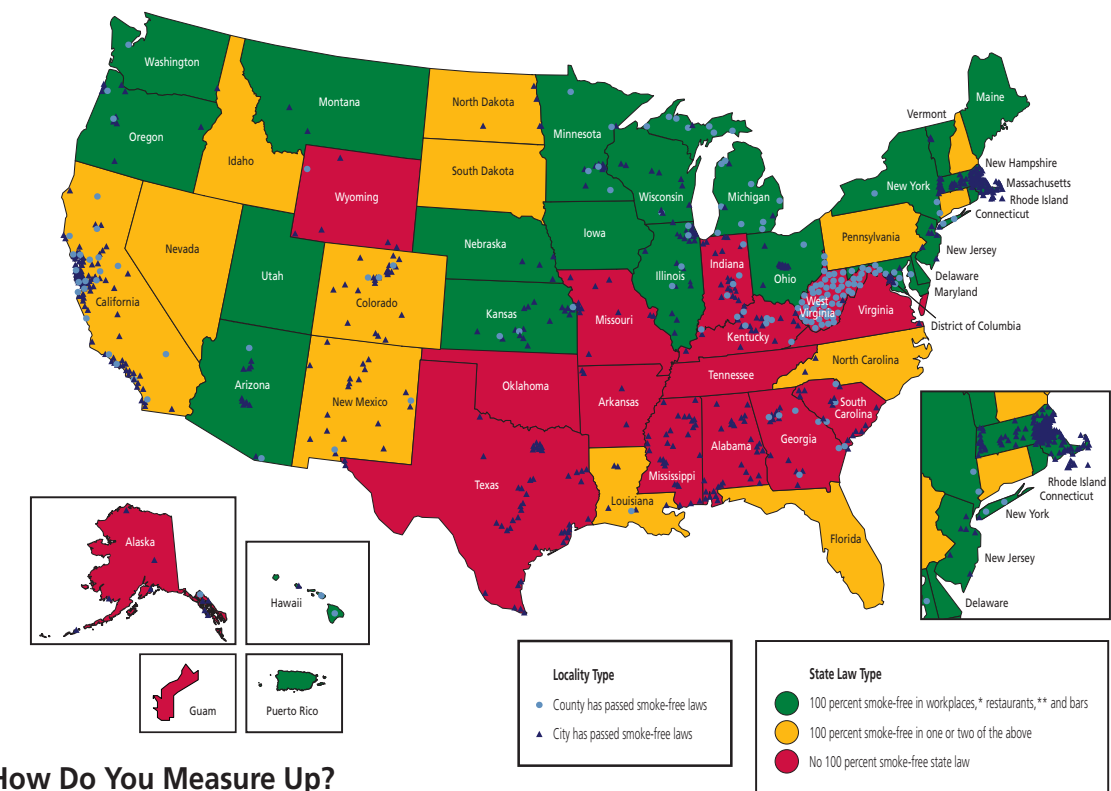 Washington
Montana
North Dakota
Minnesota
Maine
Vermont
Oregon
Idaho
South Dakota
Wisconsin
Michigan
New York
New Hampshire
Massachusetts
Rhode Island
Connecticut
Wyoming
Nevada
Utah
Nebraska
Iowa
Pennsylvania
New Jersey
California
Colorado
Kansas
Illinois
Indiana
Ohio
Missouri
West
Virginia
Virginia
Delaware
Maryland
District of Columbia
Kentucky
Arizona
New Mexico
Oklahoma
Arkansas
Tennessee
North Carolina
South
Carolina
Texas
Mississippi
Alabama
Georgia
Louisiana
Florida
Rhode Island
Connecticut
New York
New Jersey
Delaware
Alaska
Hawaii
Guam
Puerto Rico
Locality Type
County has passed smoke-free laws
City has passed smoke-free laws
State Law Type
100 percent smoke-free in workplaces,* restaurants,** and bars
100 percent smoke-free in one or two of the above
No 100 percent smoke-free state law
How Do You Measure Up?